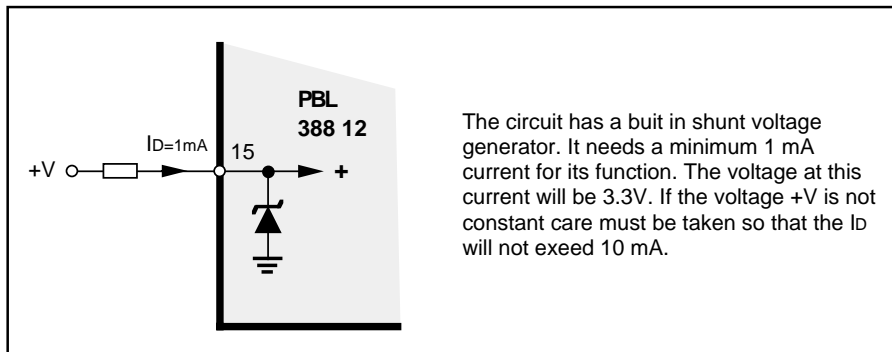 PBL
388 12
ID=1mA
15
+V
+
The circuit has a buit in shunt voltage
generator. It needs a minimum 1 mA
current for its function. The voltage at this
current will be 3.3V. If the voltage +V is not
constant care must be taken so that the ID
will not exeed 10 mA.